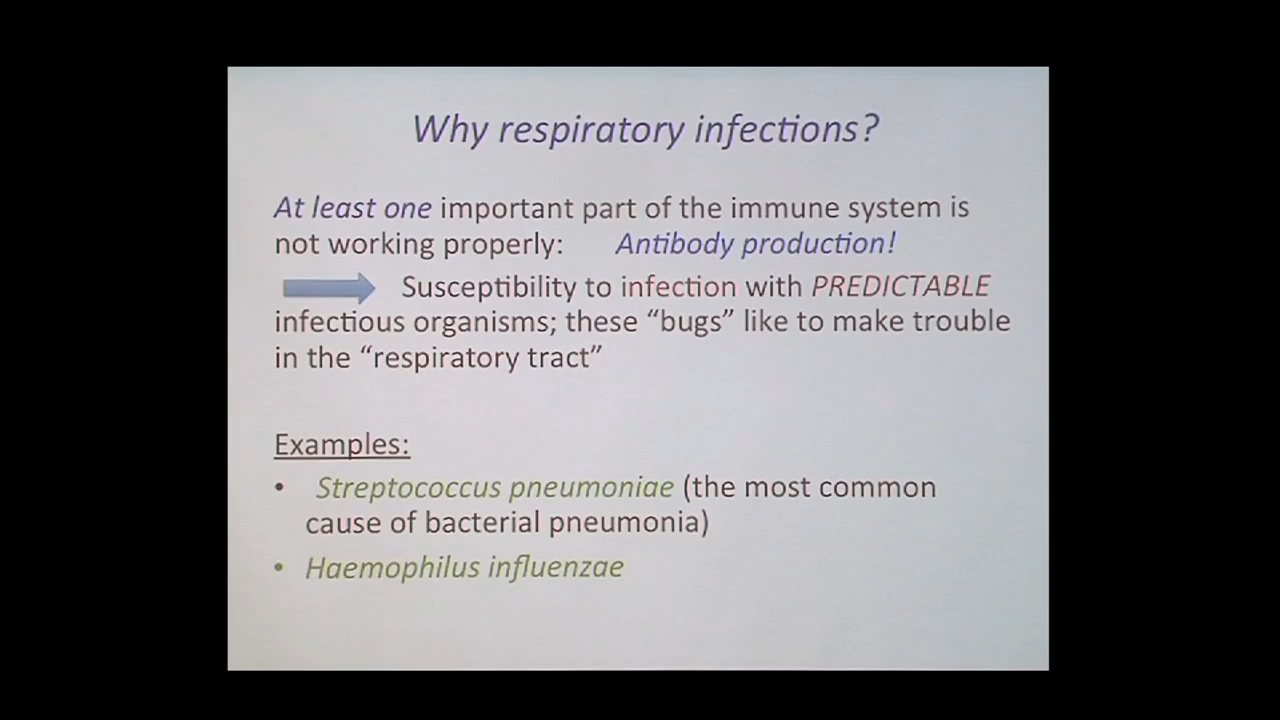 Why respiratory infections?
At least one important part of the immune system is
not working properly: Antibody production!
Susceptibility to infection with PREDICTABLE
infectious organisms; these “bugs” like to make trouble
in the “respiratory tract”
Examples:
• Streptococcus pneumoniae (the most common
cause of bacterial pneumonia)
• Haemophilus influenzae